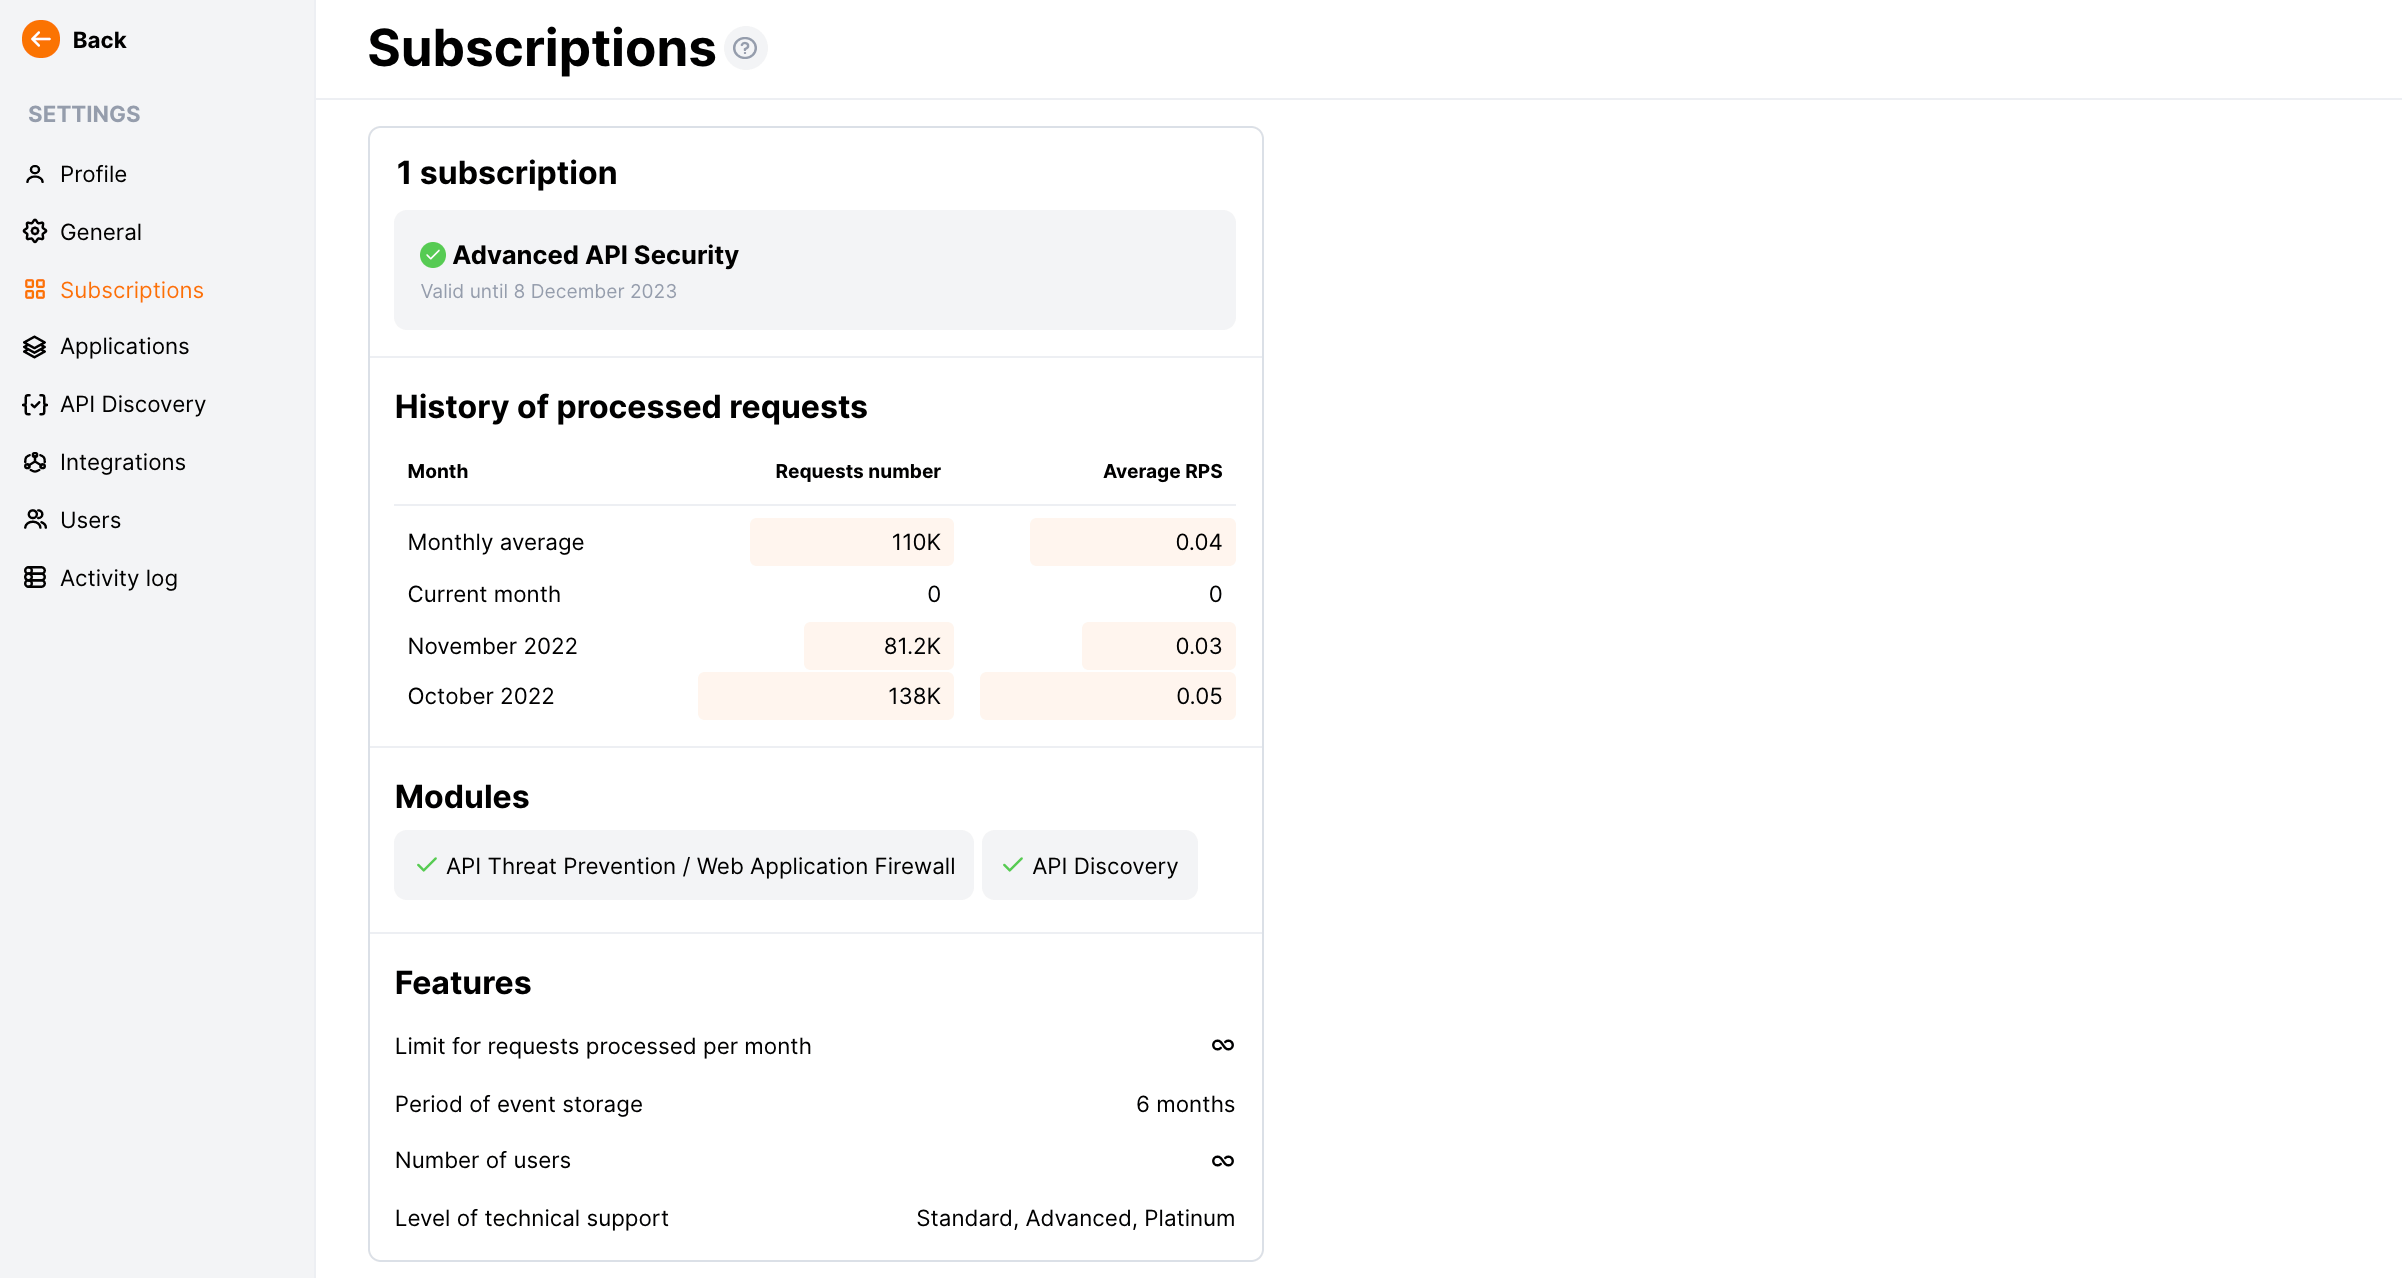 Back
SETTINGS
Profile
General
Subscriptions
Applications
API Discovery
Integrations
Users
Activity log
Subscriptions
1 subscription
Advanced API Security
Valid until 8 December 2023
History of processed requests
Month Requests number Average RPS
Monthly average 110K 0.04
Current month 0 0
November 2022 81.2K 0.03
October 2022 138K 0.05
Modules
API Threat Prevention / Web Application Firewall API Discovery
Features
Limit for requests processed per month ∞
Period of event storage 6 months
Number of users ∞
Level of technical support Standard, Advanced, Platinum